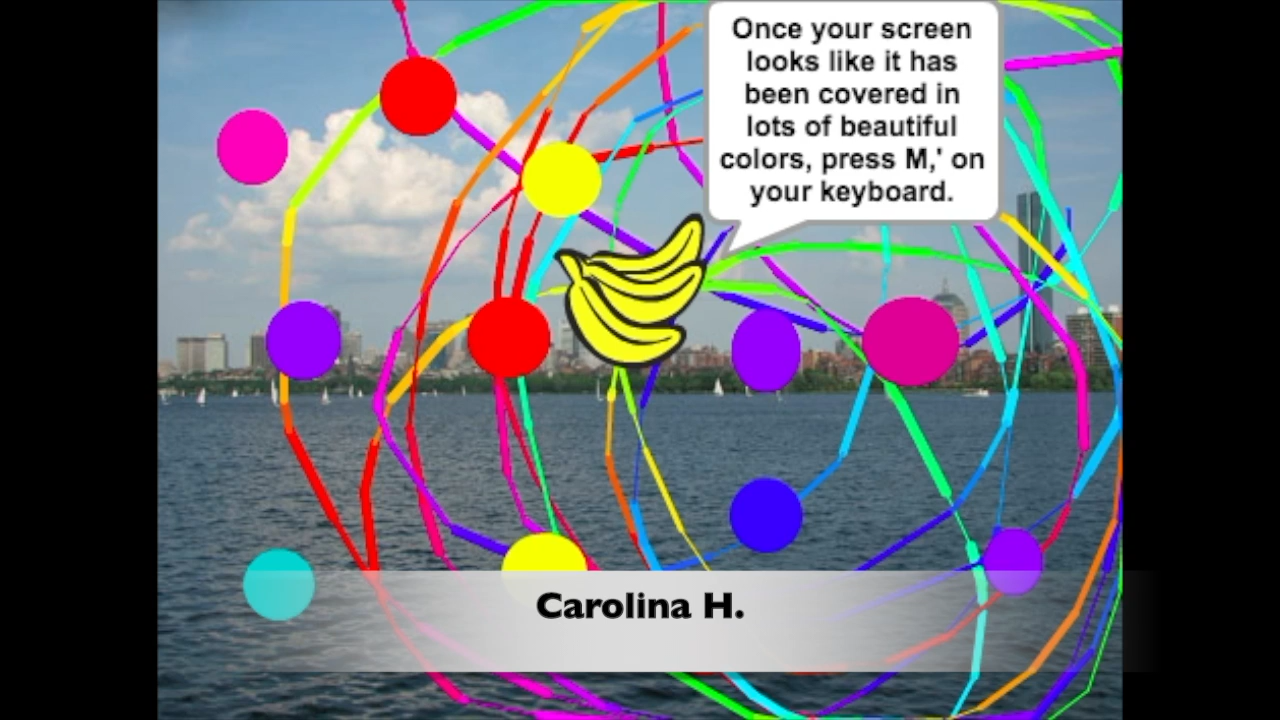 Once your screen
looks like it has
been covered in
lots of beautiful
colors, press M,' on
your keyboard.
Carolina H.